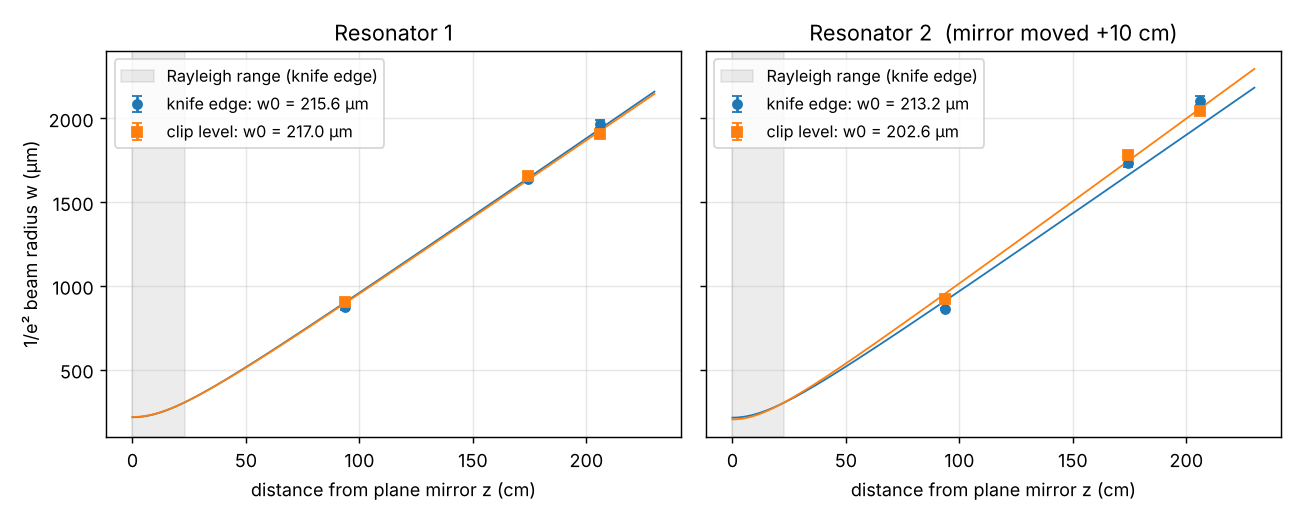 Resonator 1
Rayleigh range (knife edge)
knife edge: w0 = 215.6 µm
clip level: w0 = 217.0 µm
1/e² beam radius w (µm)
2000
1500
1000
500
0
50
100
150
200
distance from plane mirror z (cm)
Resonator 2 (mirror moved +10 cm)
Rayleigh range (knife edge)
knife edge: w0 = 213.2 µm
clip level: w0 = 202.6 µm
0
50
100
150
200
distance from plane mirror z (cm)